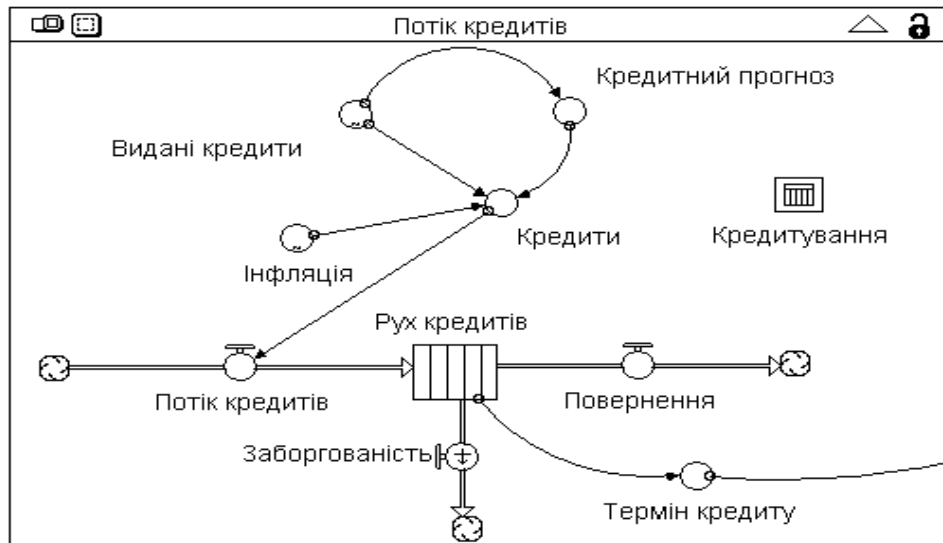 Потік кредитів
Кредитний прогноз
Видані кредити
Кредити
Кредитування
Інфляція
Рух кредитів
Потік кредитів
Повернення
Заборгованість
Термін кредиту